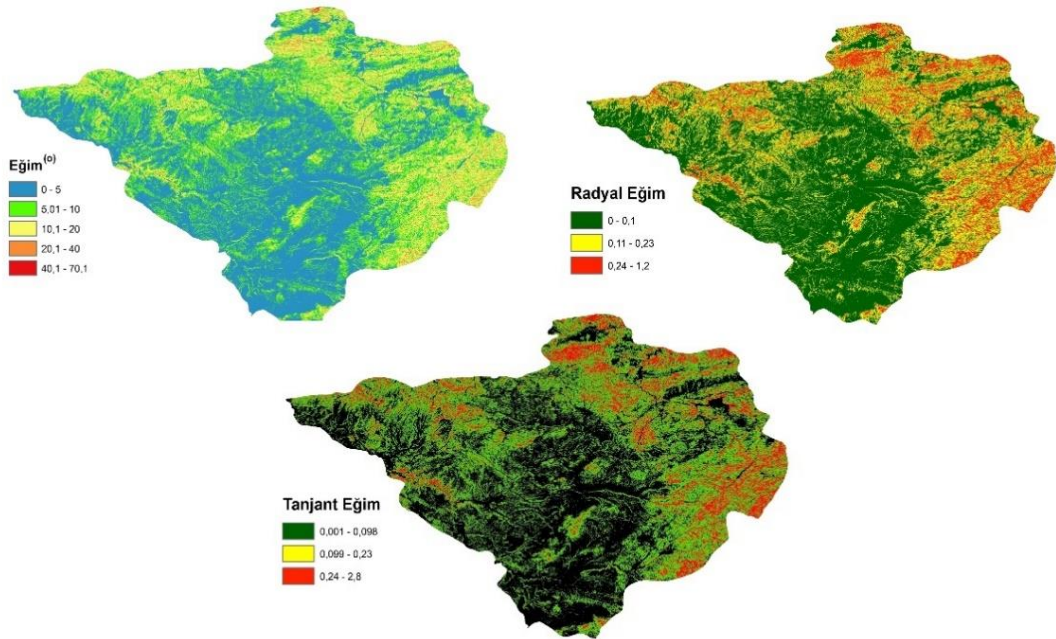 Eğim(o)
0 - 5
5,01 - 10
10,1 - 20
20,1 - 40
40,1 - 70,1
Radyal Eğim
0 - 0,1
0,11 - 0,23
0,24 - 1,2
Tanjant Eğim
0,001 - 0,098
0,099 - 0,23
0,24 - 2,8